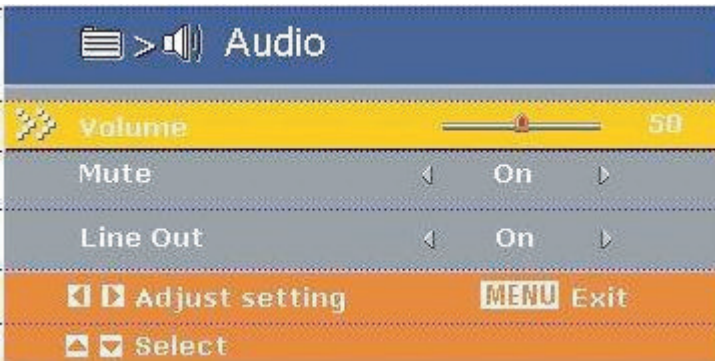 > Audio
Volume 50
Mute On
Line Out On
Adjust setting MENU Exit
Select